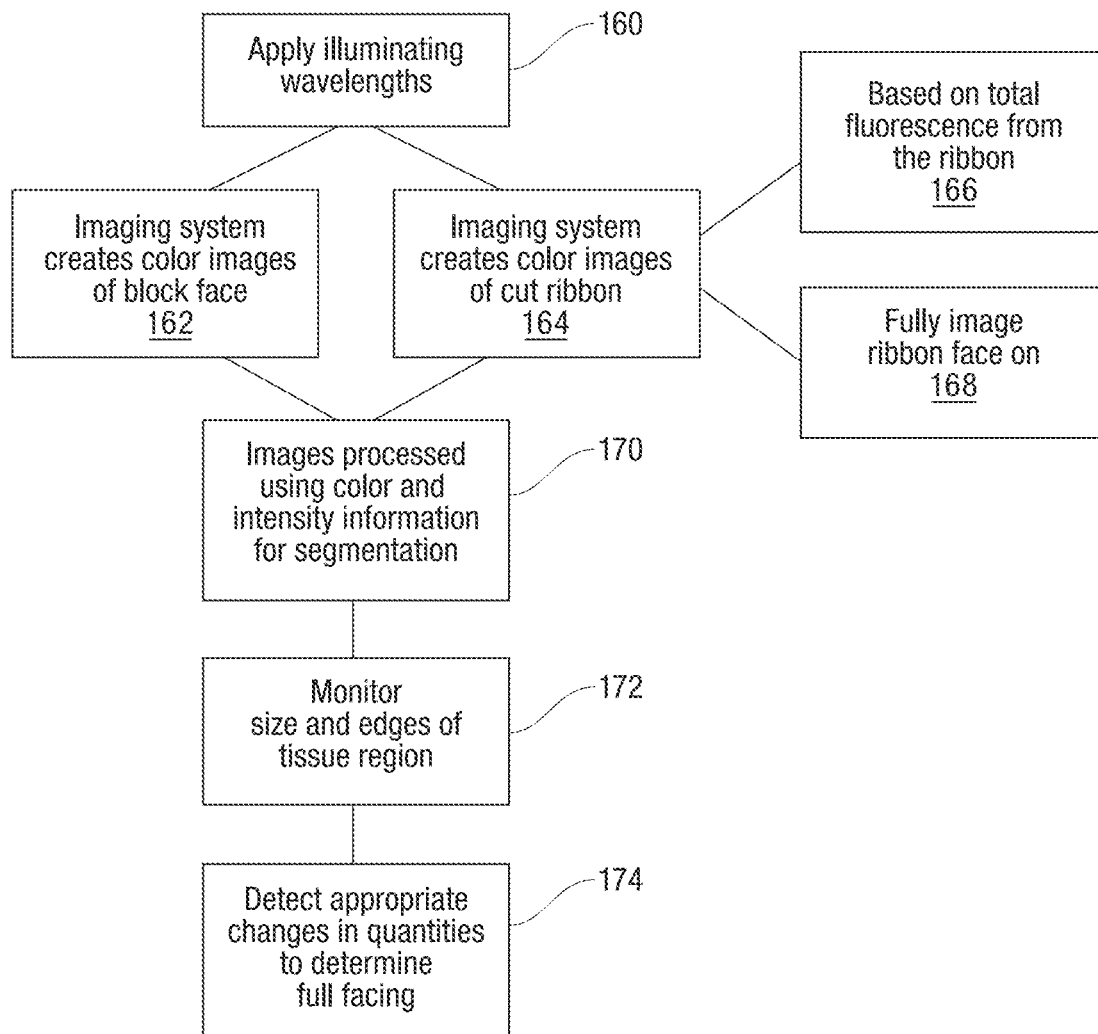 Apply illuminating
wavelengths
160
Based on total
fluorescence from
the ribbon
166
Imaging system
creates color images
of block face
162
Imaging system
creates color images
of cut ribbon
164
Fully image
ribbon face on
168
Images processed
using color and
intensity information
for segmentation
170
Monitor
size and edges of
tissue region
172
Detect appropriate
changes in quantities
to determine
full facing
174